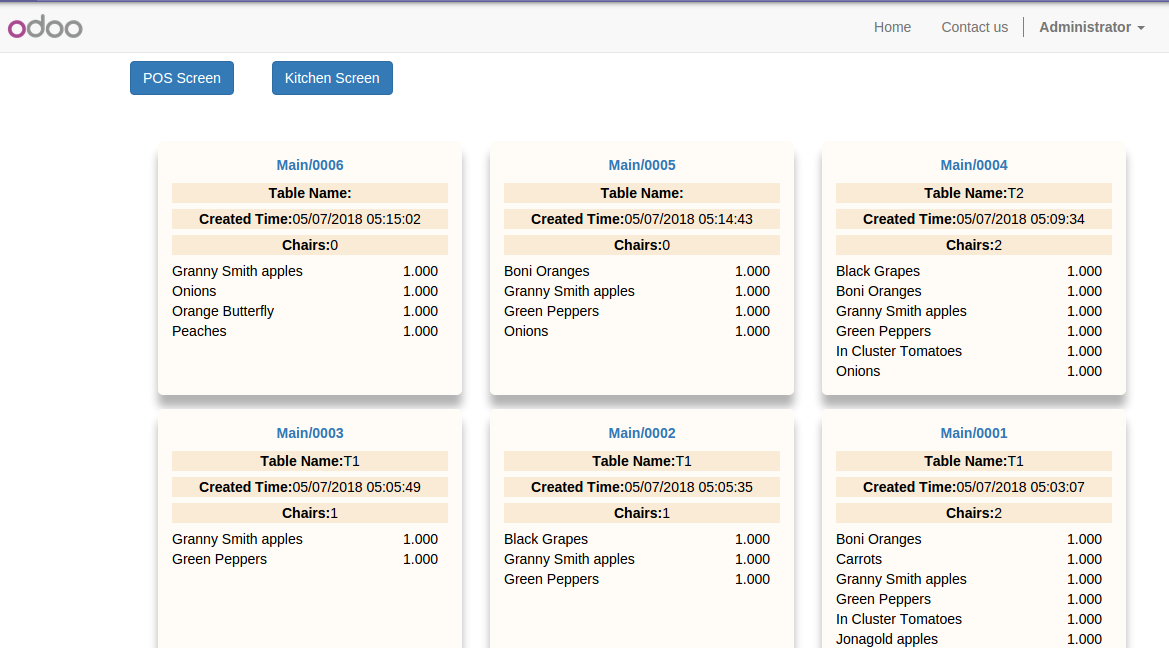 odoo
Home Contact us Administrator
POS Screen Kitchen Screen
Main/0006
Table Name:
Created Time:05/07/2018 05:15:02
Chairs:0
Granny Smith apples 1.000
Onions 1.000
Orange Butterfly 1.000
Peaches 1.000
Main/0005
Table Name:
Created Time:05/07/2018 05:14:43
Chairs:0
Boni Oranges 1.000
Granny Smith apples 1.000
Green Peppers 1.000
Onions 1.000
Main/0004
Table Name:T2
Created Time:05/07/2018 05:09:34
Chairs:2
Black Grapes 1.000
Boni Oranges 1.000
Granny Smith apples 1.000
Green Peppers 1.000
In Cluster Tomatoes 1.000
Onions 1.000
Main/0003
Table Name:T1
Created Time:05/07/2018 05:05:49
Chairs:1
Granny Smith apples 1.000
Green Peppers 1.000
Main/0002
Table Name:T1
Created Time:05/07/2018 05:05:35
Chairs:1
Black Grapes 1.000
Granny Smith apples 1.000
Green Peppers 1.000
Main/0001
Table Name:T1
Created Time:05/07/2018 05:03:07
Chairs:2
Boni Oranges 1.000
Carrots 1.000
Granny Smith apples 1.000
Green Peppers 1.000
In Cluster Tomatoes 1.000
Jonagold apples 1.000